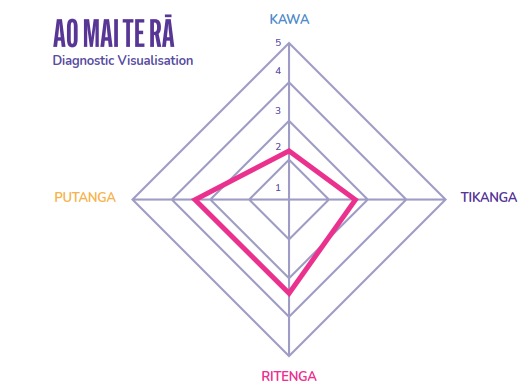 AO MAI TE RĀ
Diagnostic Visualisation
KAWA
5
4
3
2
1
PUTANGA
TIKANGA
RITENGA